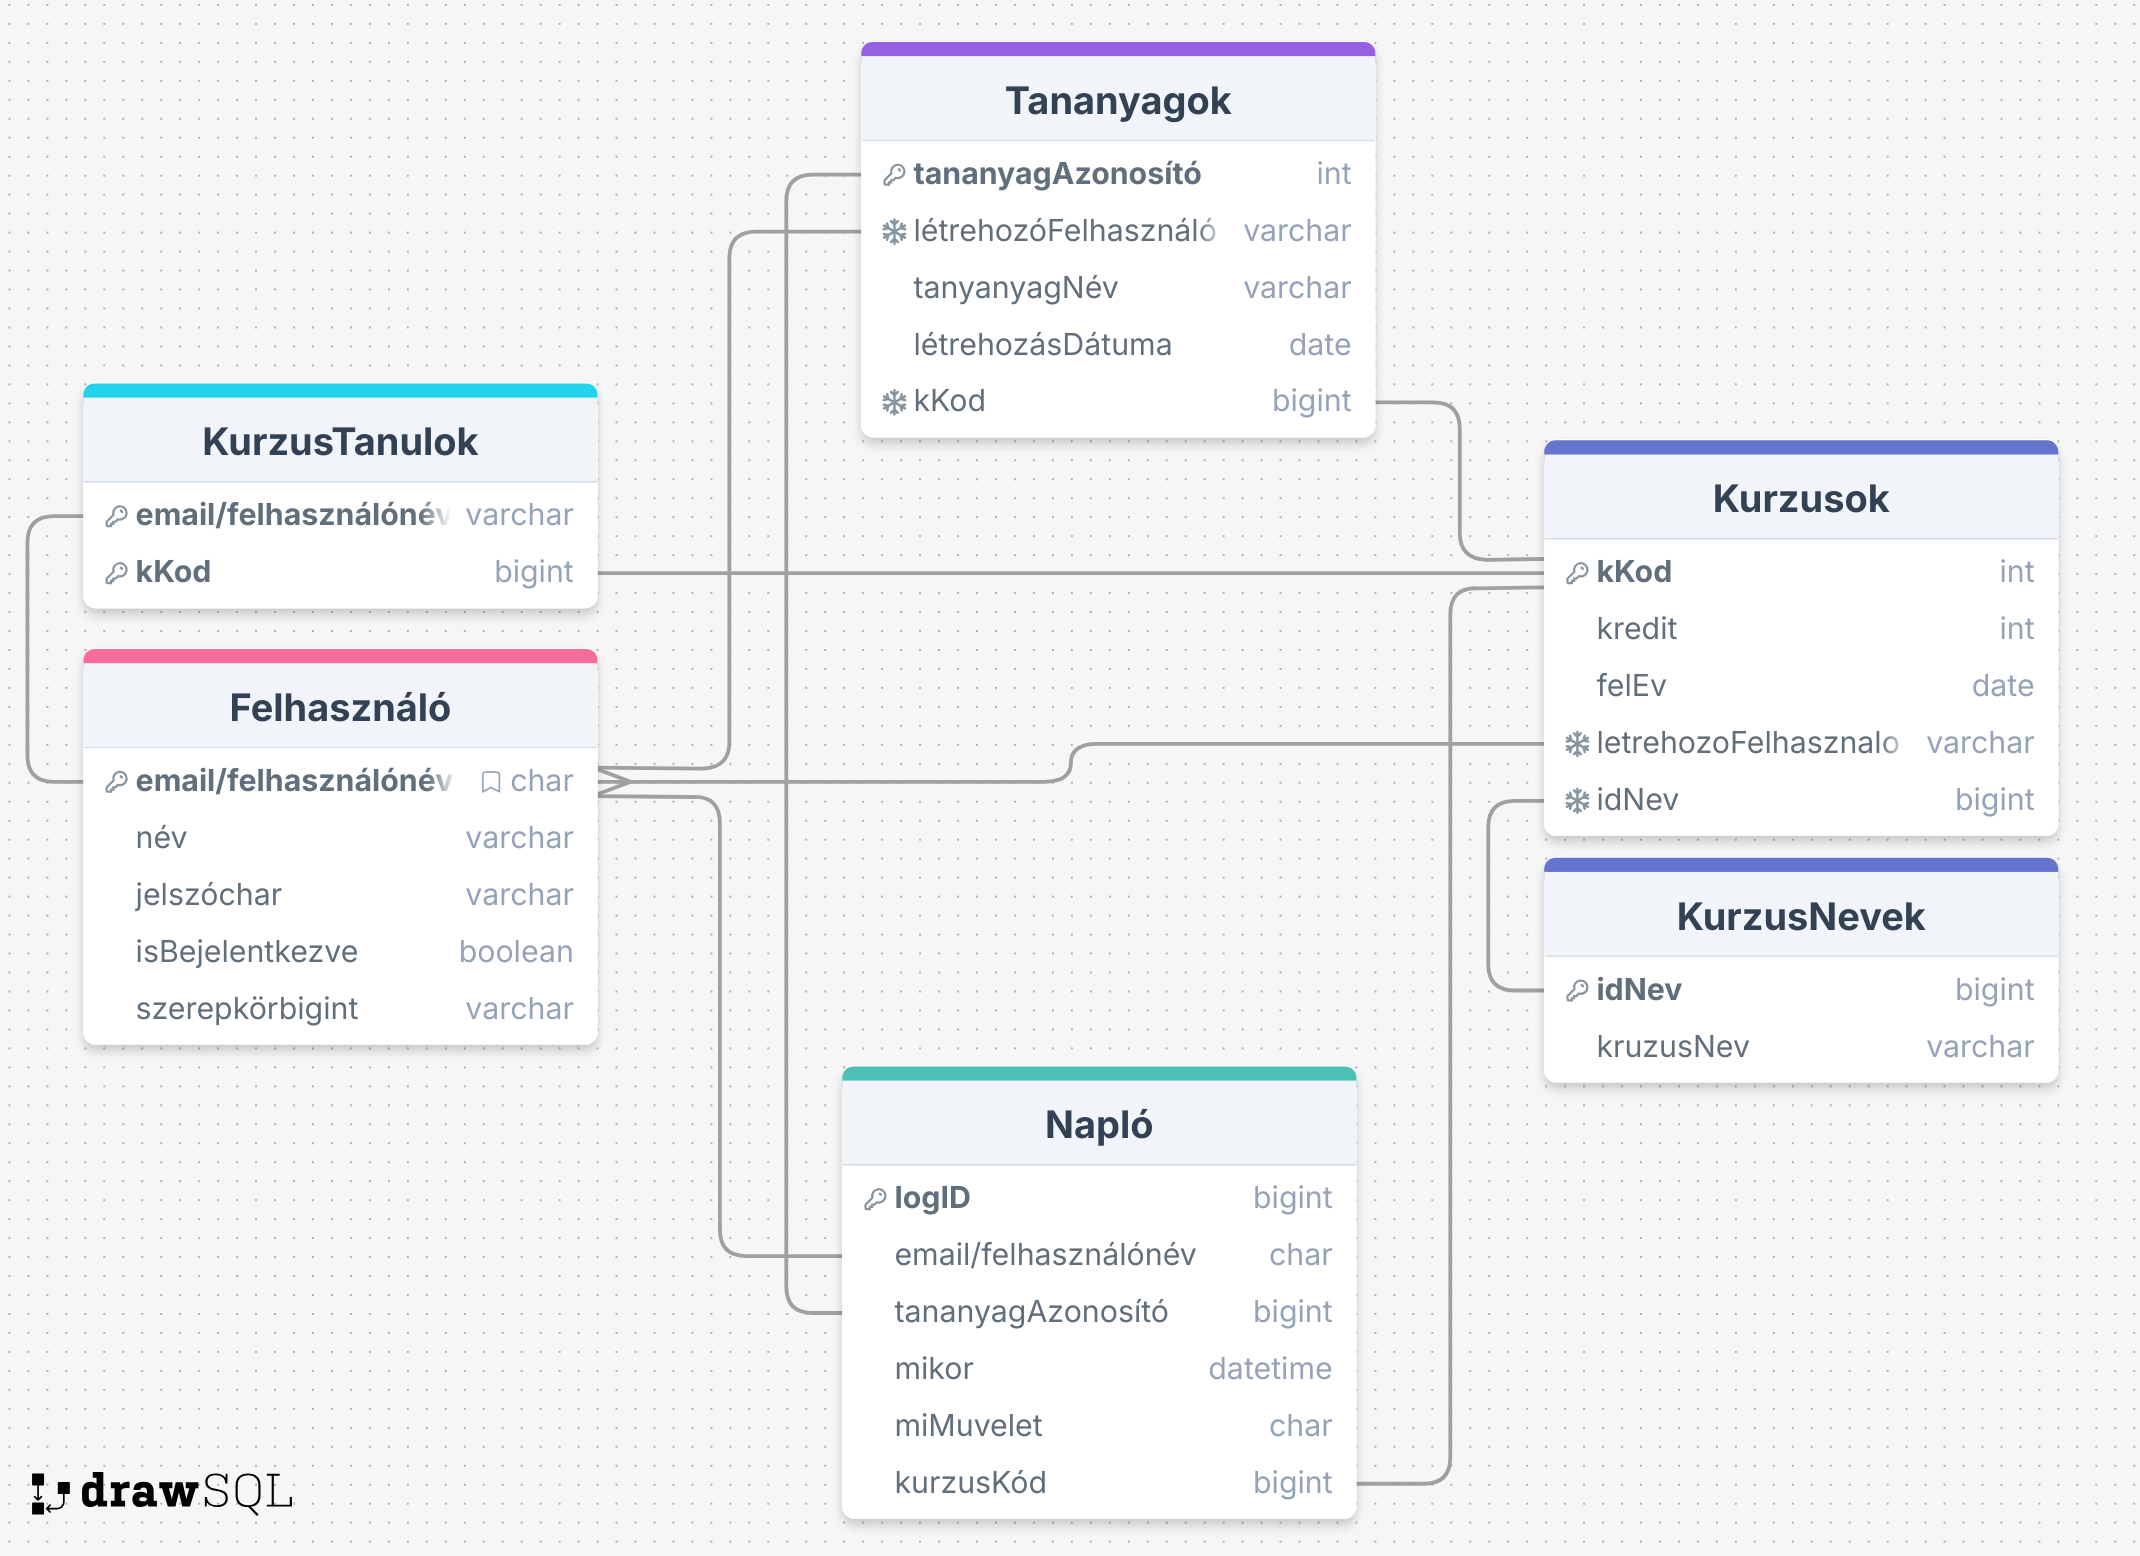 Tananyagok
tananyagAzonosító int
létrehozóFelhasználó varchar
tanyanyagNév varchar
létrehozásDátuma date
kKod bigint
KurzusTanulok
email/felhasználónév varchar
kKod bigint
Kurzusok
kKod int
kredit int
felEv date
letrehozoFelhasznalo varchar
idNev bigint
Felhasználó
email/felhasználónév char
név varchar
jelszóchar varchar
isBejelentkezve boolean
szerepkörbigint varchar
KurzusNevek
idNev bigint
kruzusNev varchar
Napló
logID bigint
email/felhasználónév char
tananyagAzonosító bigint
mikor datetime
miMuvelet char
kurzusKód bigint
drawSQL